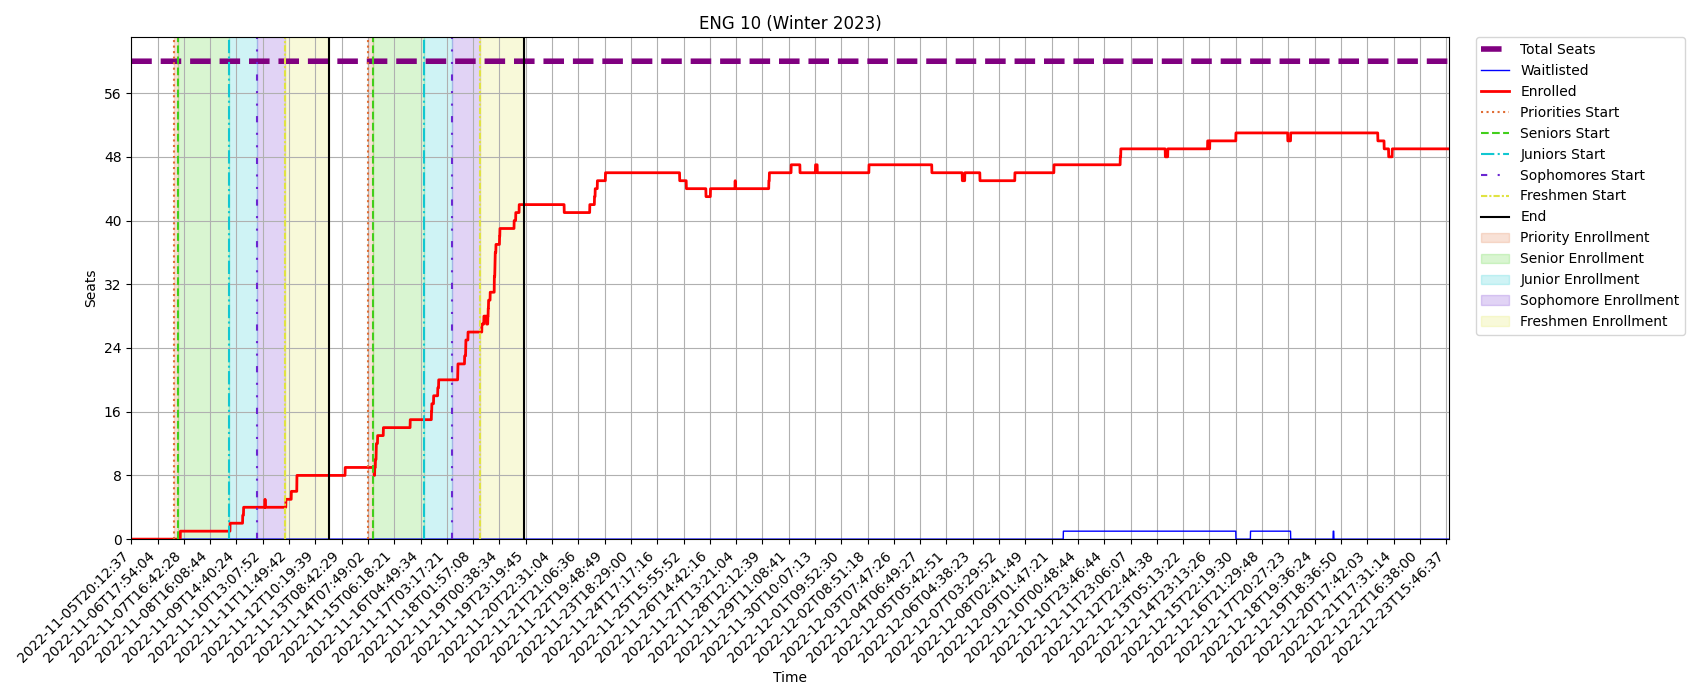 ENG 10 (Winter 2023)
Total Seats
Waitlisted
Enrolled
Priorities Start
Seniors Start
Juniors Start
Sophomores Start
Freshmen Start
End
Priority Enrollment
Senior Enrollment
Junior Enrollment
Sophomore Enrollment
Freshmen Enrollment
Seats
56
48
40
32
24
16
8
0
2022-11-05T20:12:37
2022-11-06T17:54:04
2022-11-07T16:42:28
2022-11-08T16:08:44
2022-11-09T14:40:24
2022-11-10T13:07:52
2022-11-11T11:49:42
2022-11-12T10:19:39
2022-11-13T08:42:29
2022-11-14T07:49:02
2022-11-15T06:18:21
2022-11-16T04:49:34
2022-11-17T03:17:21
2022-11-18T01:57:08
2022-11-19T00:38:34
2022-11-19T23:19:45
2022-11-20T22:31:04
2022-11-21T21:06:36
2022-11-22T19:48:49
2022-11-23T18:29:00
2022-11-24T17:17:16
2022-11-25T15:55:52
2022-11-26T14:42:16
2022-11-27T13:21:04
2022-11-28T12:12:39
2022-11-29T11:08:41
2022-11-30T10:07:13
2022-12-01T09:52:30
2022-12-02T08:51:18
2022-12-03T07:47:26
2022-12-04T06:49:27
2022-12-05T05:42:51
2022-12-06T04:38:23
2022-12-07T03:29:52
2022-12-08T02:41:49
2022-12-09T01:47:21
2022-12-10T00:48:44
2022-12-10T23:46:44
2022-12-11T23:06:07
2022-12-12T22:44:38
2022-12-13T05:13:22
2022-12-14T23:13:26
2022-12-15T22:19:30
2022-12-16T21:29:48
2022-12-17T20:27:23
2022-12-18T19:36:24
2022-12-19T18:36:50
2022-12-20T17:42:03
2022-12-21T17:31:14
2022-12-22T16:38:00
2022-12-23T15:46:37
Time